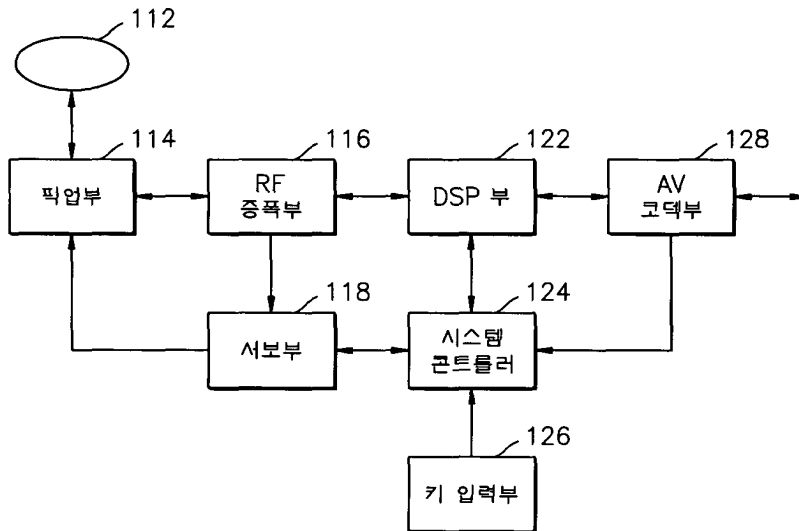 112
114
116
122
128
픽업부
RF
증폭부
DSP 부
AV
코덱부
118
124
서보부
시스템
콘트롤러
126
키 입력부